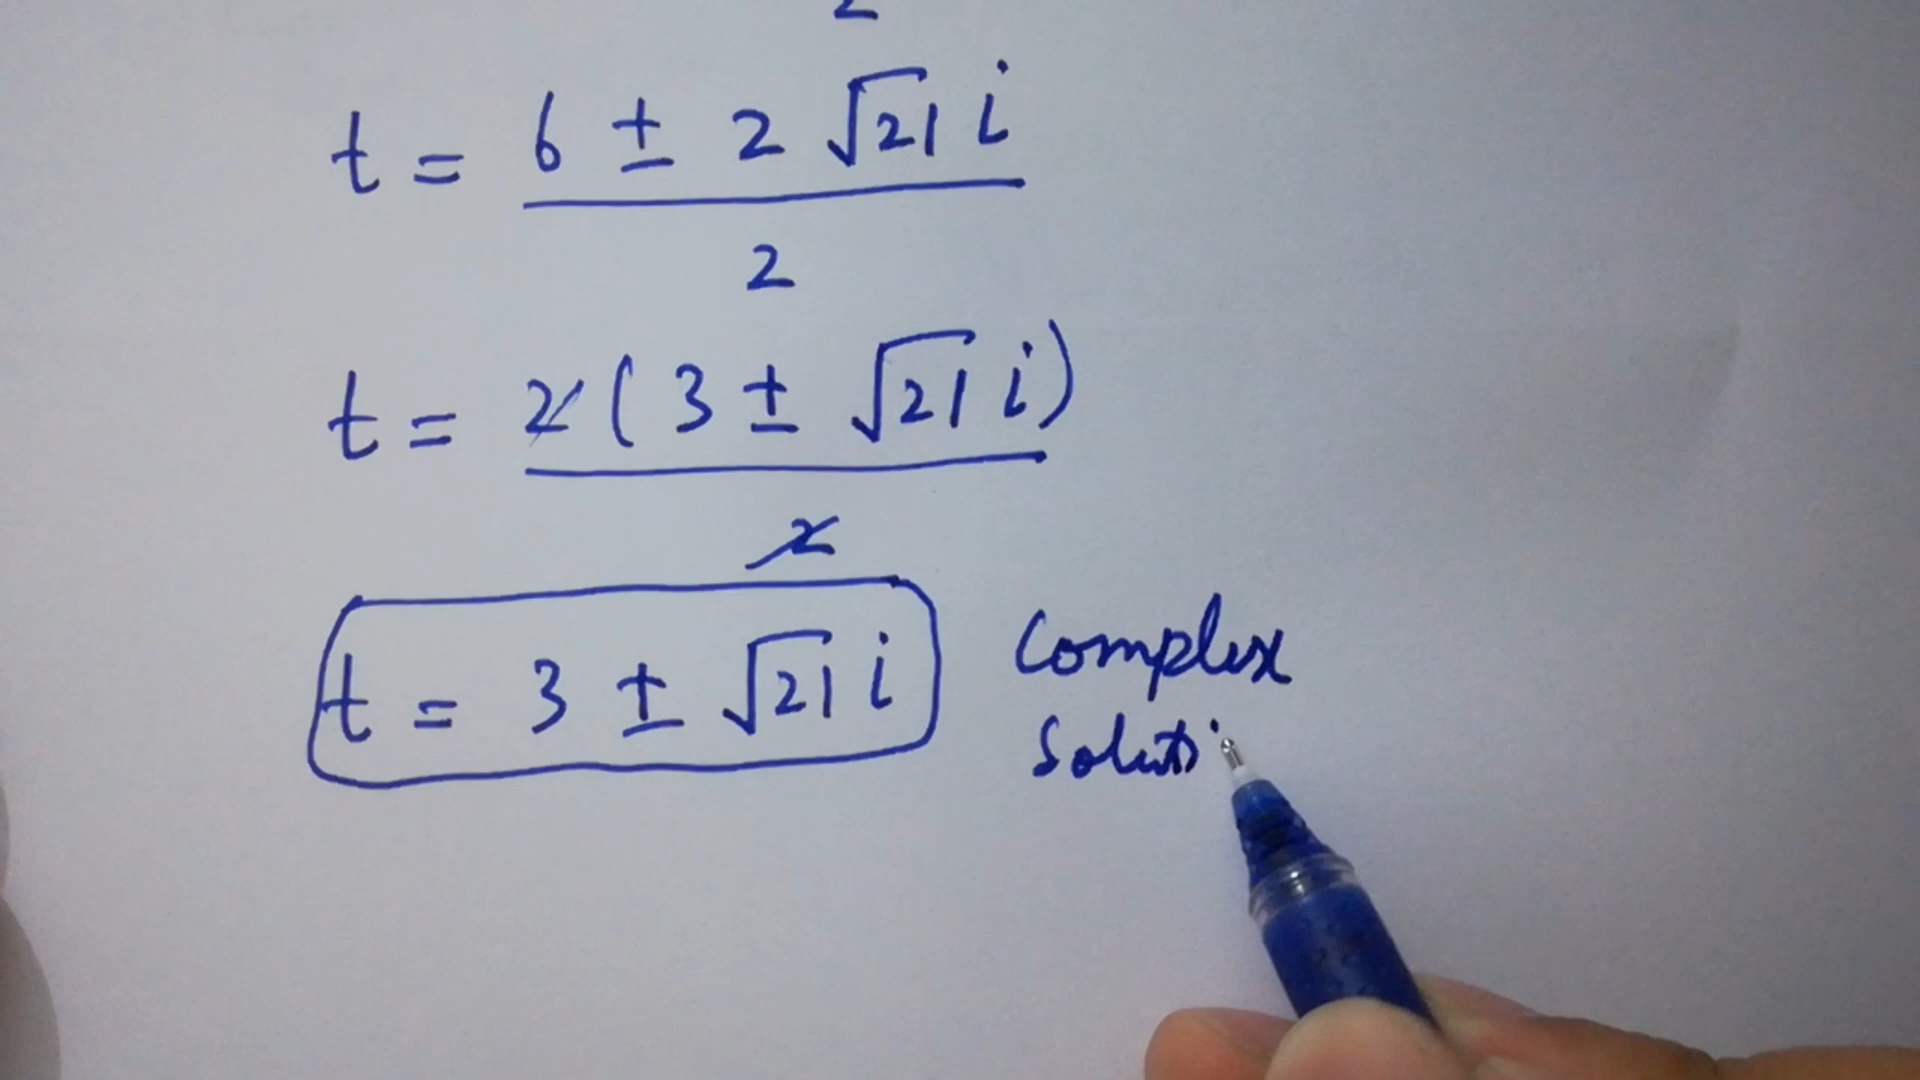 t = 6 ± 2 √21 i
2
t = 2 ( 3 ± √21 i )
2
t = 3 ± √21 i
Complex
Soluti